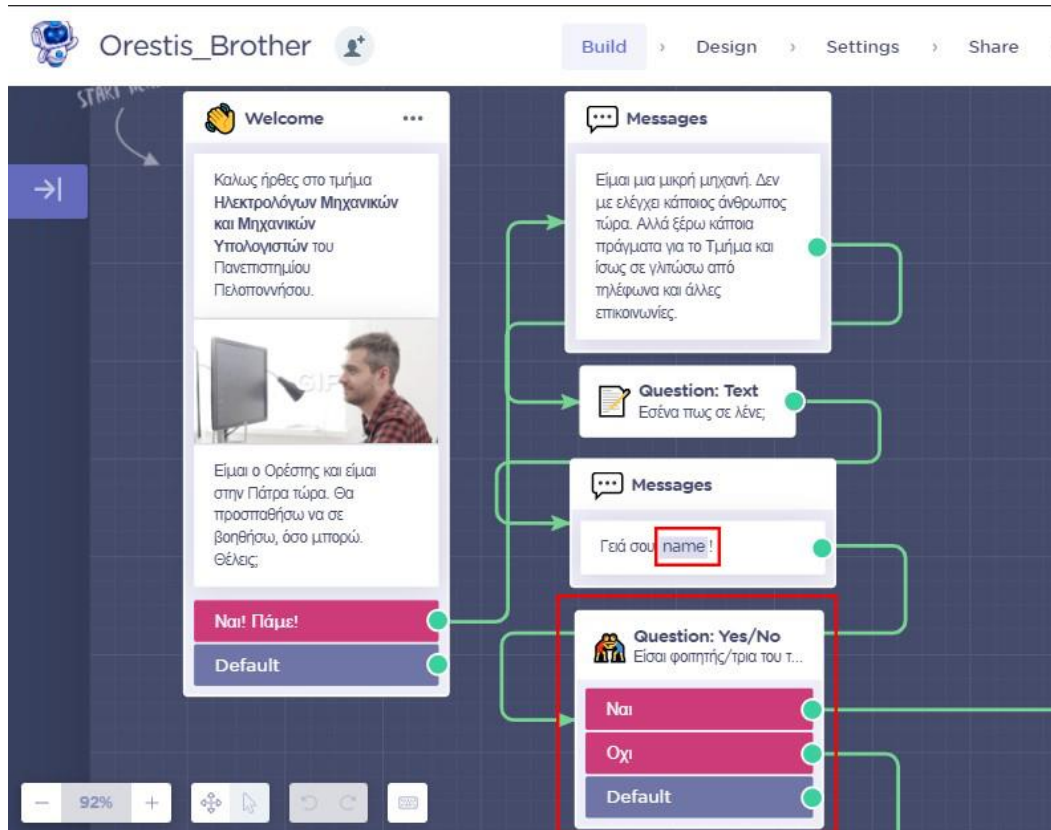 Orestis_Brother
Build
Design
Settings
Share
START
Welcome
Καλως ήρθες στο τμήμα
Ηλεκτρολόγων Μηχανικών
και Μηχανικών
Υπολογιστών του
Πανεπιστημίου
Πελοποννήσου.
GIF
Είμαι ο Ορέστης και είμαι
στην Πάτρα τώρα. Θα
προσπαθήσω να σε
βοηθήσω, όσο μπορώ.
Θέλεις;
Ναι! Πάμε!
Default
Messages
Είμαι μια μικρή μηχανή. Δεν
με ελέγχει κάποιος άνθρωπος
τώρα. Αλλά ξέρω κάποια
πράγματα για το Τμήμα και
ίσως σε γλιτώσω από
τηλέφωνα και άλλες
επικοινωνίες.
Question: Text
Εσένα πως σε λένε;
Messages
Γειά σου name !
Question: Yes/No
Είσαι φοιτητής/τρια του τ...
Ναι
Οχι
Default
92%